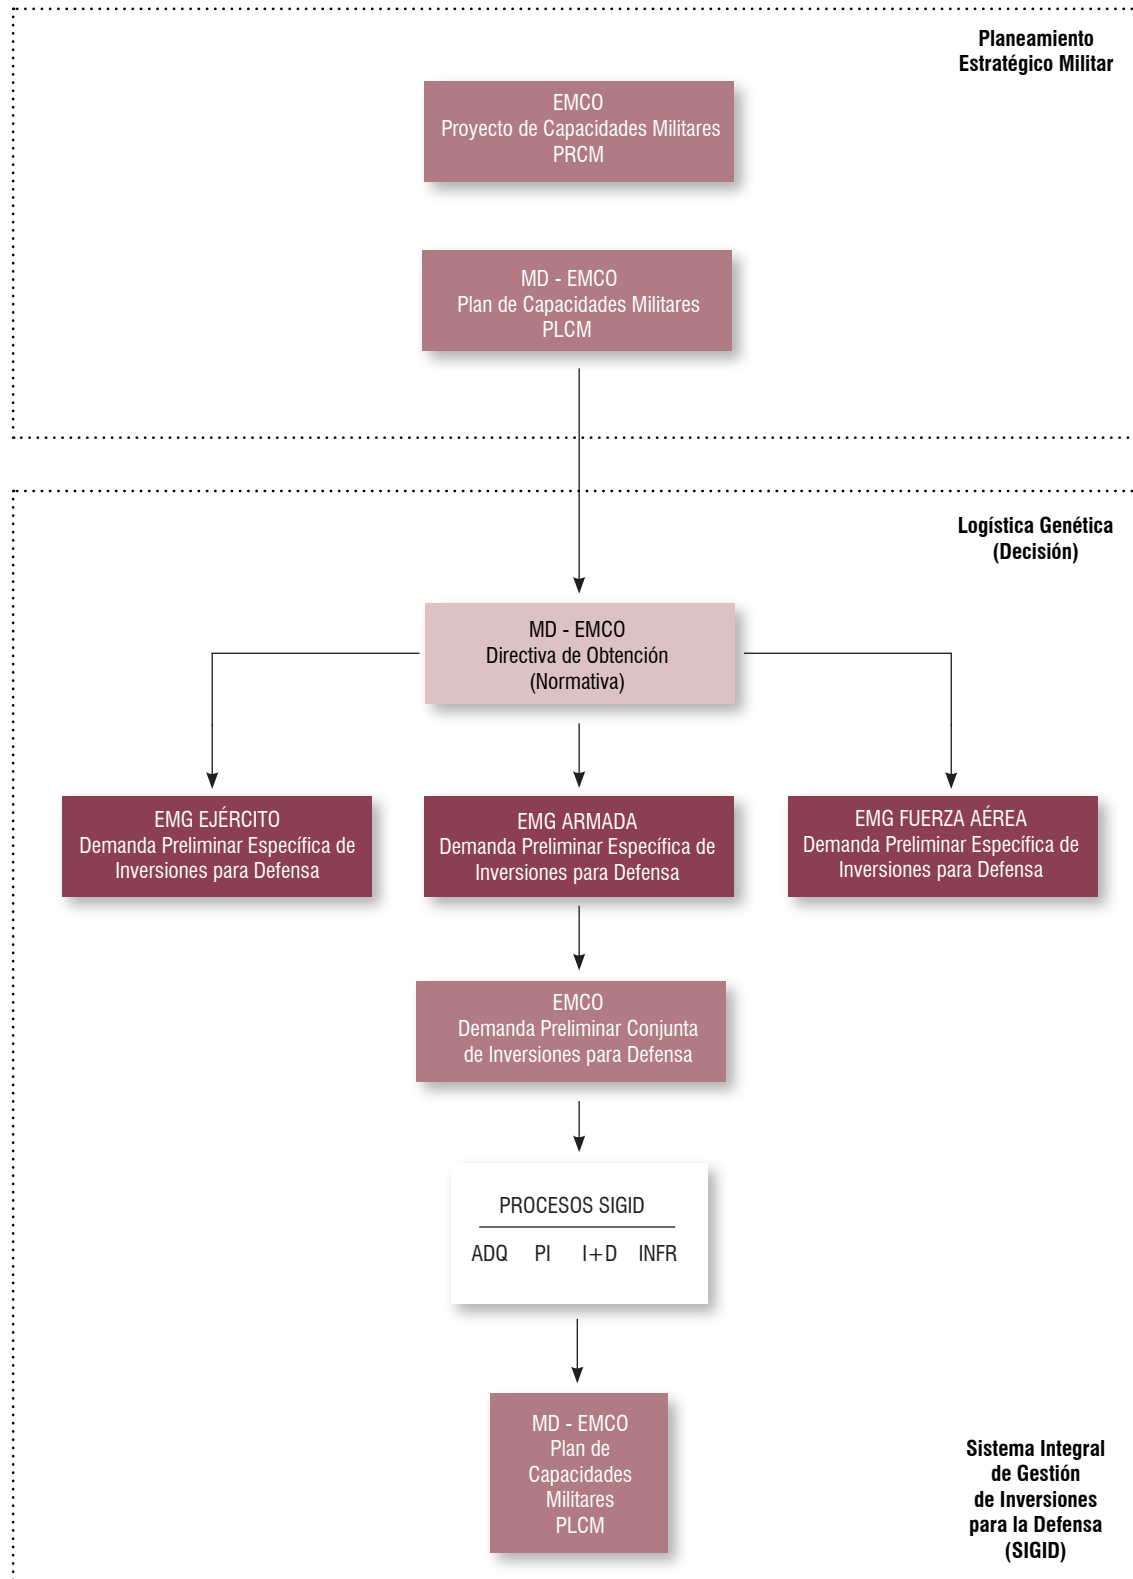 Planeamiento
Estratégico Militar
EMCO
Proyecto de Capacidades Militares
PRCM
MD - EMCO
Plan de Capacidades Militares
PLCM
Logística Genética
(Decisión)
MD - EMCO
Directiva de Obtención
(Normativa)
EMG EJÉRCITO
Demanda Preliminar Específica de
Inversiones para Defensa
EMG ARMADA
Demanda Preliminar Específica de
Inversiones para Defensa
EMG FUERZA AÉREA
Demanda Preliminar Específica de
Inversiones para Defensa
EMCO
Demanda Preliminar Conjunta
de Inversiones para Defensa
PROCESOS SIGID
ADQ PI I+D INFR
MD - EMCO
Plan de
Capacidades
Militares
PLCM
Sistema Integral
de Gestión
de Inversiones
para la Defensa
(SIGID)